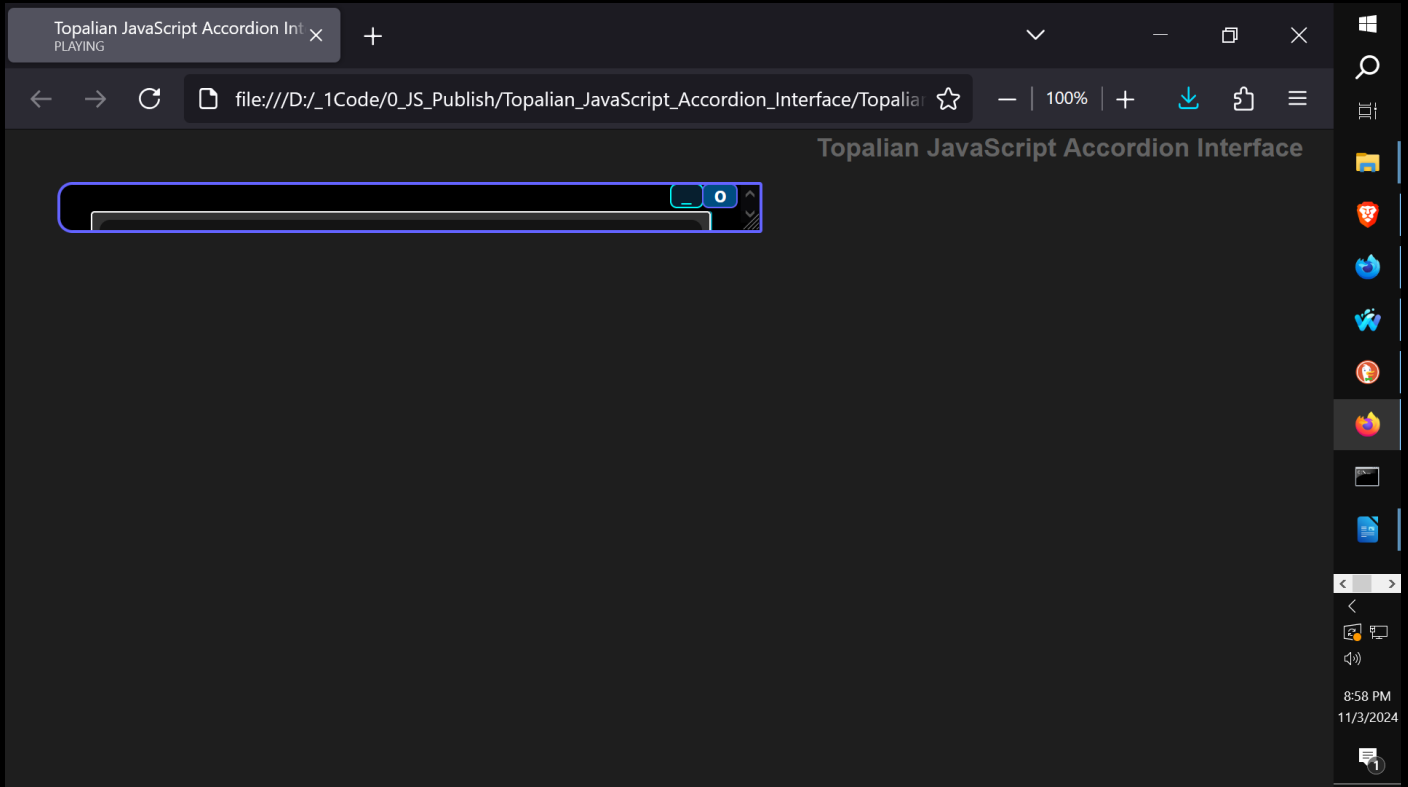 Topalian JavaScript Accordion Int
PLAYING
file:///D:/_1Code/0_JS_Publish/Topalian_JavaScript_Accordion_Interface/Topalian
100%
Topalian JavaScript Accordion Interface
_ o
8:58 PM
11/3/2024
1